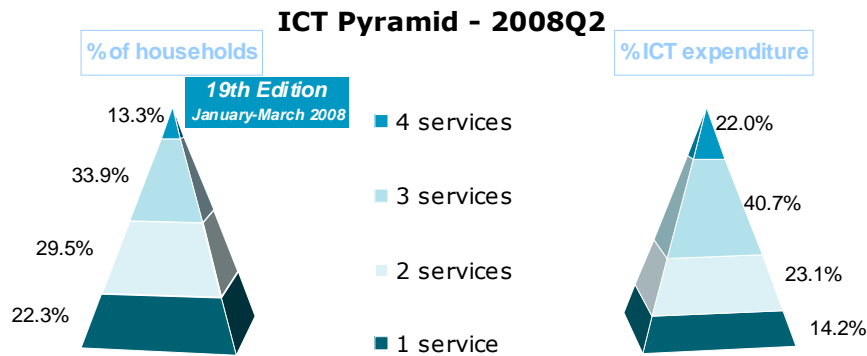 ICT Pyramid - 2008Q2
% of households
% ICT expenditure
19th Edition
January-March 2008
13.3%
33.9%
29.5%
22.3%
4 services
3 services
2 services
1 service
22.0%
40.7%
23.1%
14.2%